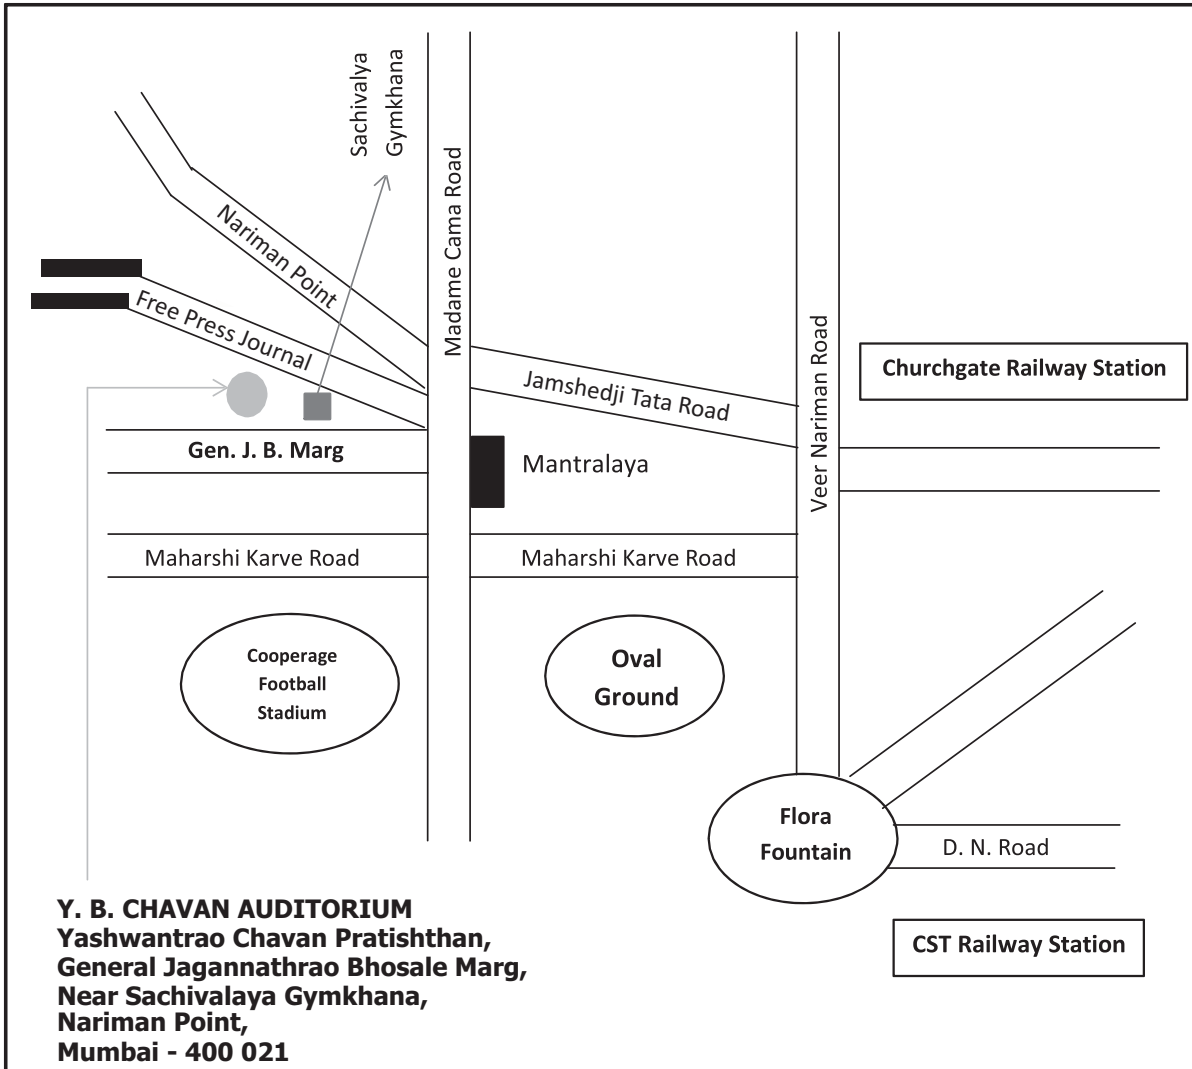 Sachivalya
Gymkhana
Madame Cama Road
Nariman Point
Free Press Journal
Veer Nariman Road
Churchgate Railway Station
Jamshedji Tata Road
Gen. J. B. Marg
Mantralaya
Maharshi Karve Road
Maharshi Karve Road
Cooperage
Football
Stadium
Oval
Ground
Flora
Fountain
D. N. Road
CST Railway Station
Y. B. CHAVAN AUDITORIUM
Yashwantrao Chavan Pratishthan,
General Jagannathrao Bhosale Marg,
Near Sachivalaya Gymkhana,
Nariman Point,
Mumbai - 400 021